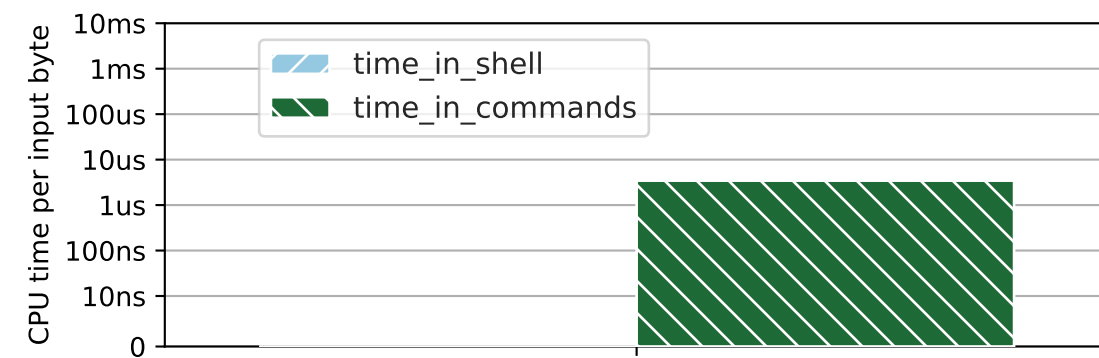 CPU time per input byte
10ms
1ms
100us
10us
1us
100ns
10ns
0
time_in_shell
time_in_commands